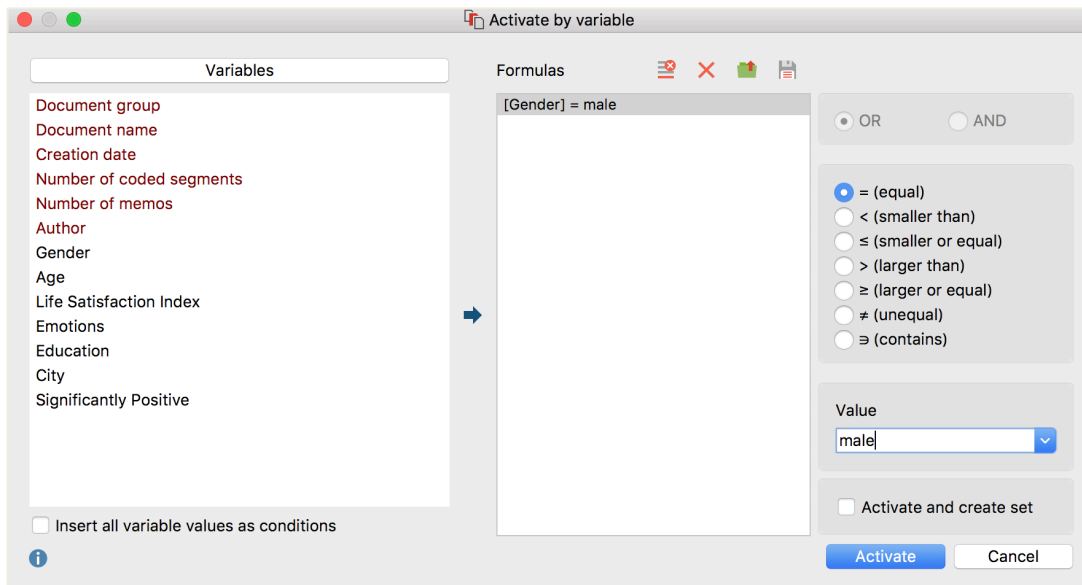 Activate by variable
Variables
Document group
Document name
Creation date
Number of coded segments
Number of memos
Author
Gender
Age
Life Satisfaction Index
Emotions
Education
City
Significantly Positive
Insert all variable values as conditions
Formulas
[Gender] = male
OR AND
= (equal)
< (smaller than)
≤ (smaller or equal)
> (larger than)
≥ (larger or equal)
≠ (unequal)
∋ (contains)
Value
male
Activate and create set
Activate Cancel